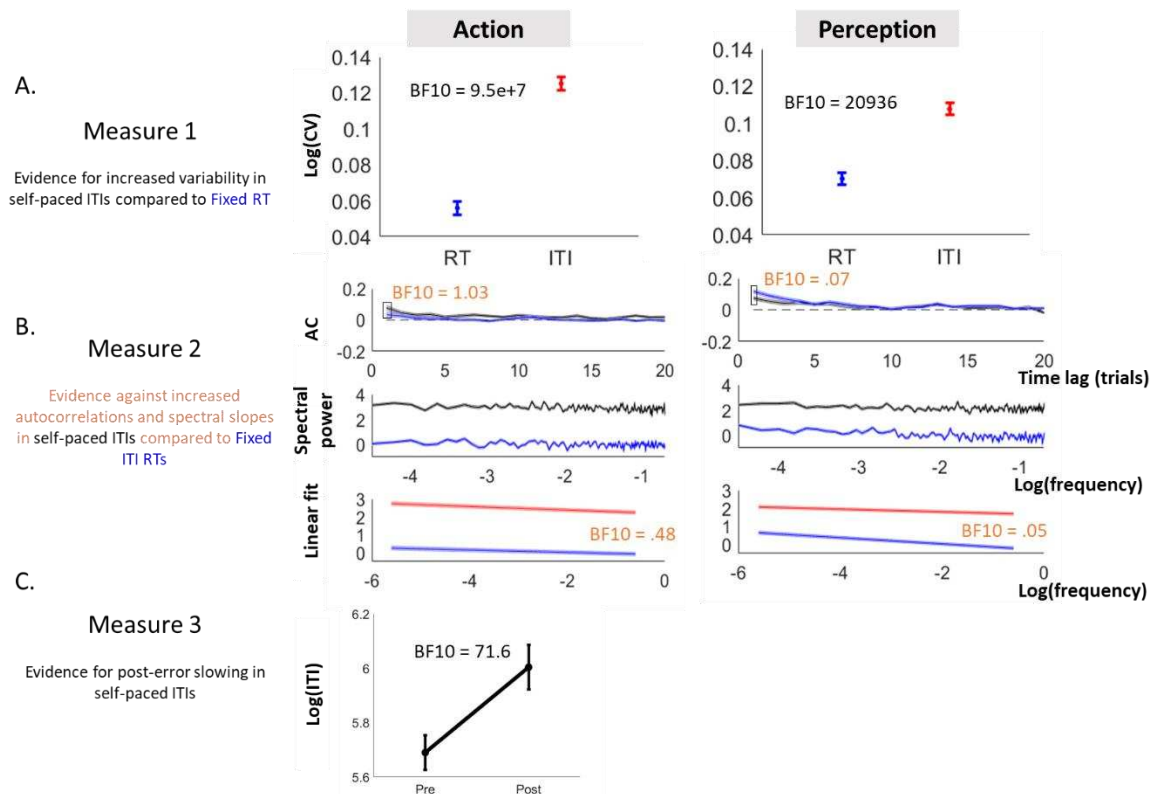 Action
Perception
A.
Measure 1
Evidence for increased variability in
self-paced ITIs compared to Fixed RT
Log(CV)
0.14
0.12
0.1
0.08
0.06
0.04
BF10 = 9.5e+7
RT
ITI
0.14
0.12
0.1
0.08
0.06
0.04
BF10 = 20936
RT
ITI
B.
Measure 2
Evidence against increased
autocorrelations and spectral slopes
in self-paced ITIs compared to Fixed
ITI RTs
AC
0.2
0
-0.2
BF10 = 1.03
0
5
10
15
20
0.2
0
-0.2
BF10 = .07
0
5
10
15
20
Time lag (trials)
Spectral
power
4
2
0
-4
-3
-2
-1
4
2
0
-4
-3
-2
-1
Log(frequency)
Linear fit
3
2
1
0
BF10 = .48
-6
-4
-2
0
3
2
1
0
BF10 = .05
-6
-4
-2
0
Log(frequency)
C.
Measure 3
Evidence for post-error slowing in
self-paced ITIs
Log(ITI)
6.2
6
5.8
5.6
BF10 = 71.6
Pre
Post